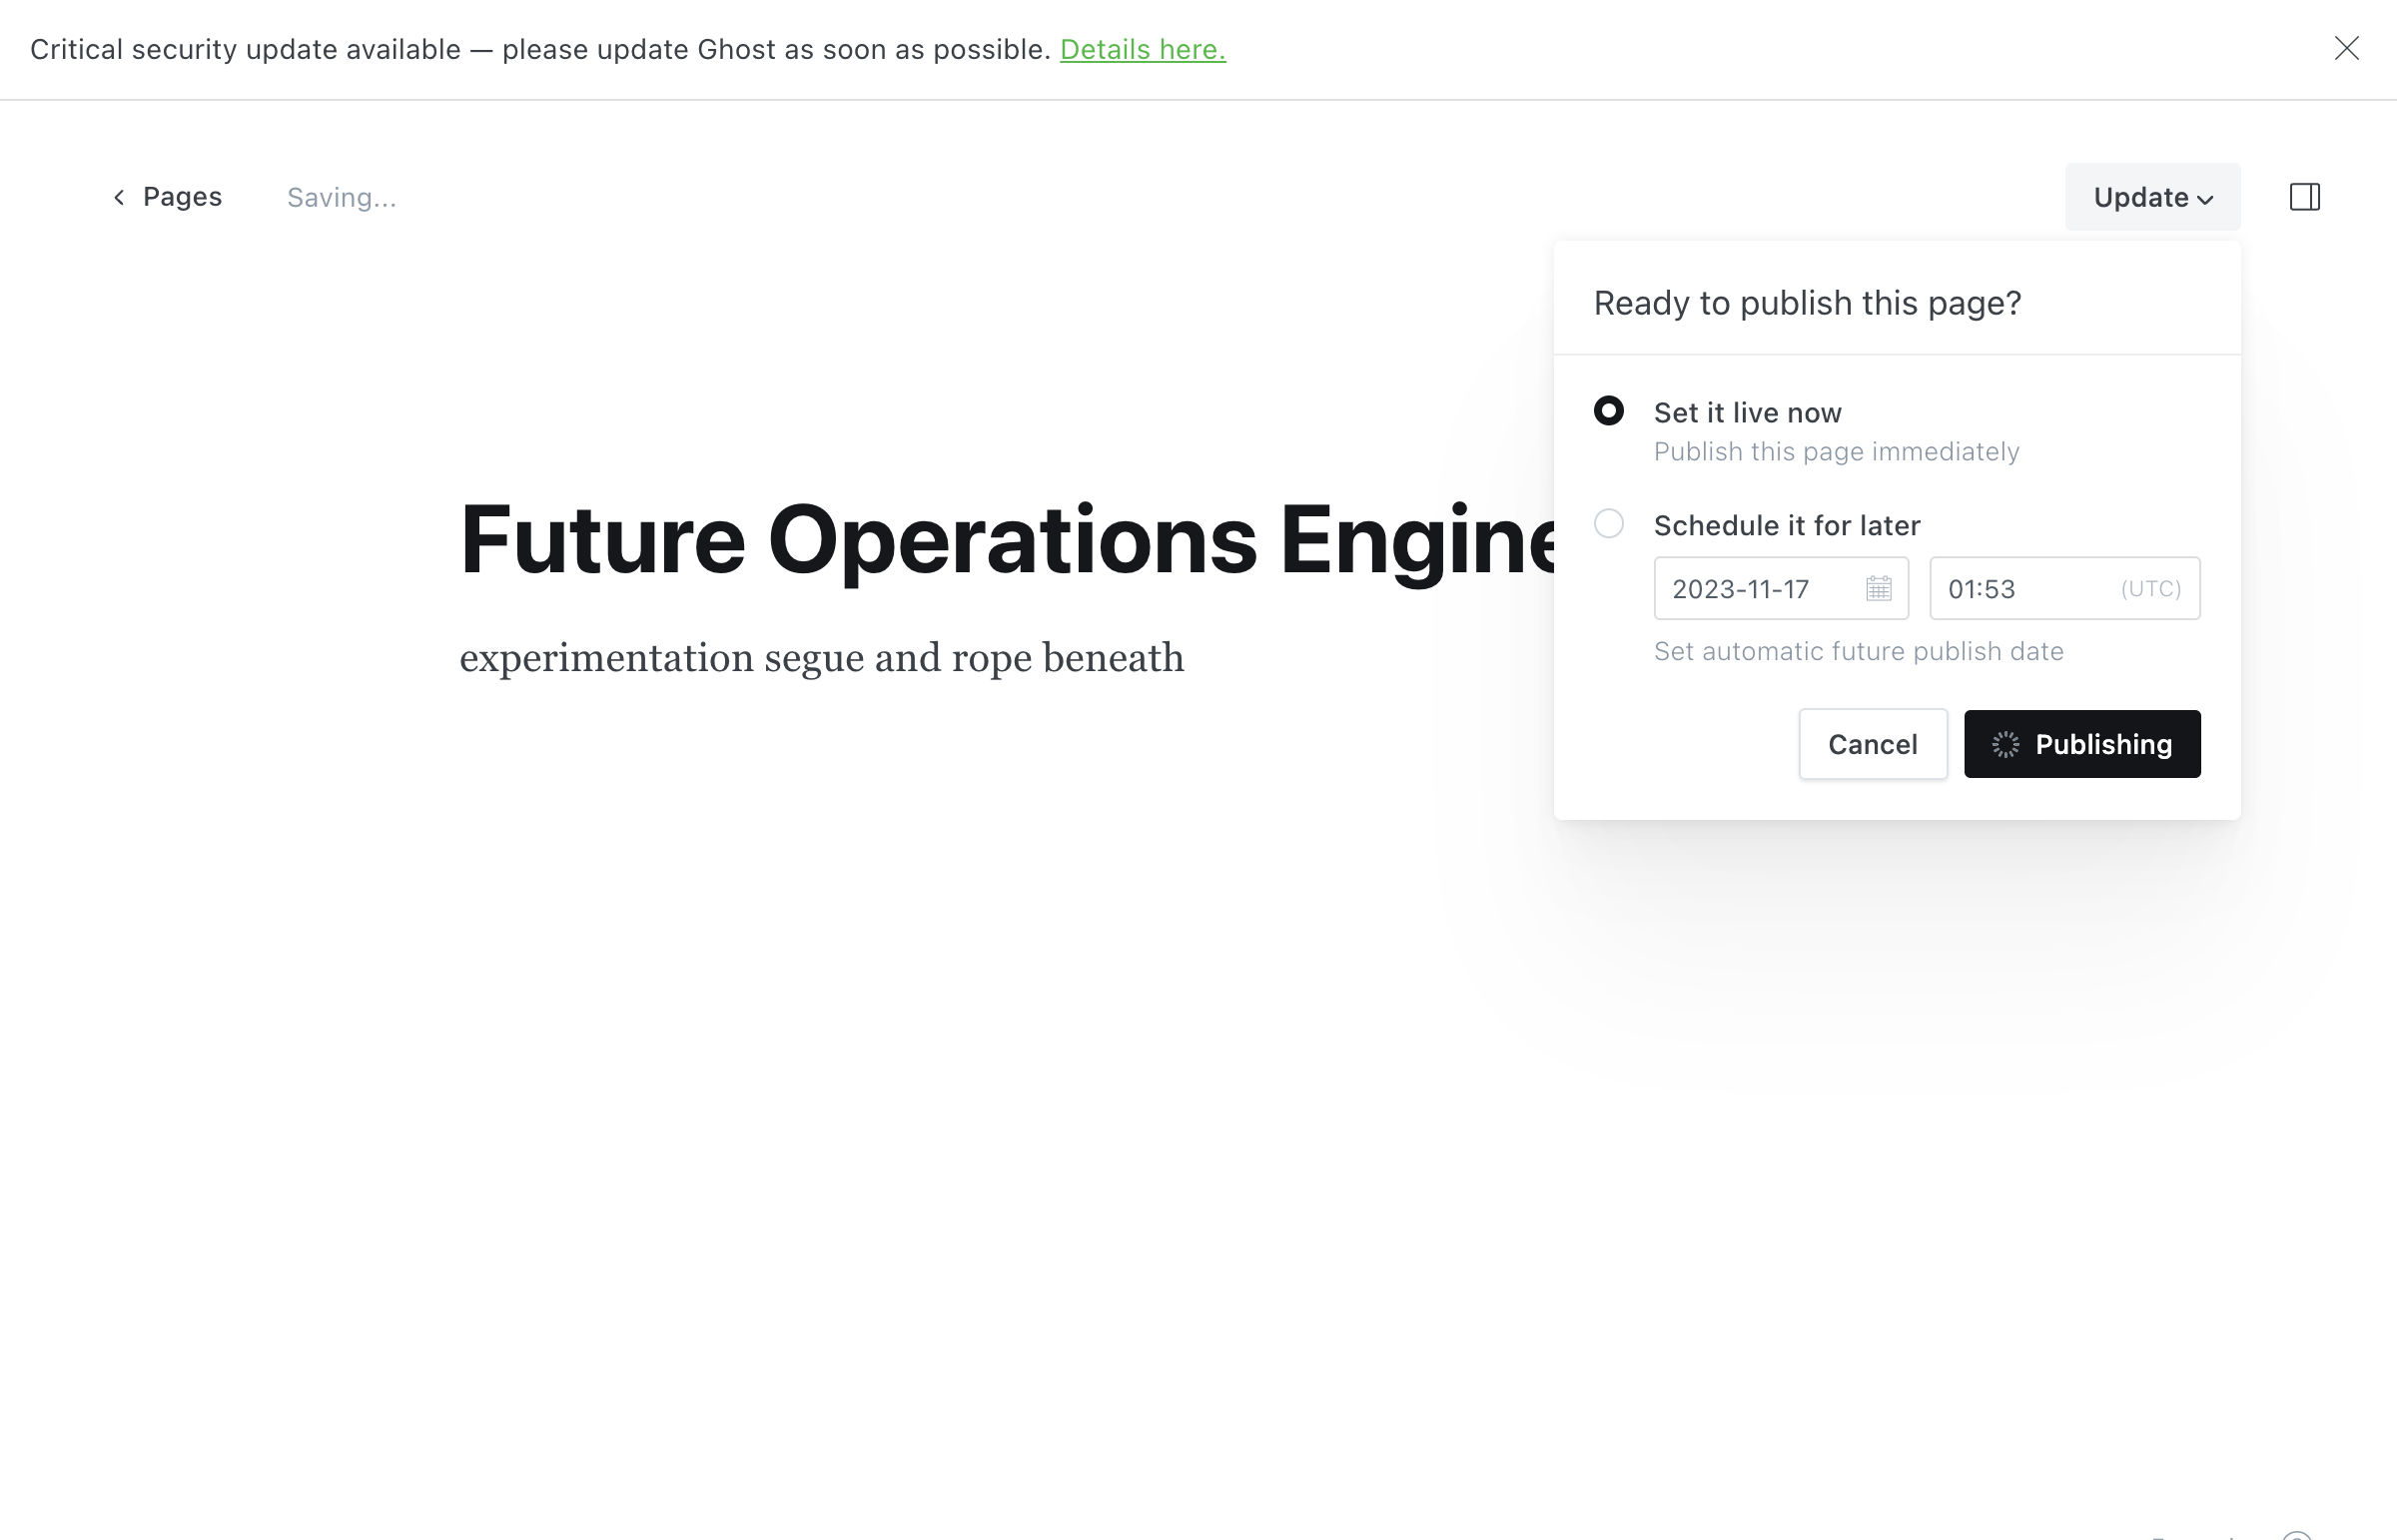 Critical security update available — please update Ghost as soon as possible. Details here.
Pages
Saving...
Update
Ready to publish this page?
Set it live now
Publish this page immediately
Future Operations
Schedule it for later
2023-11-17
01:53
(UTC)
experimentation segue and rope beneath
Set automatic future publish date
Cancel
Publishing